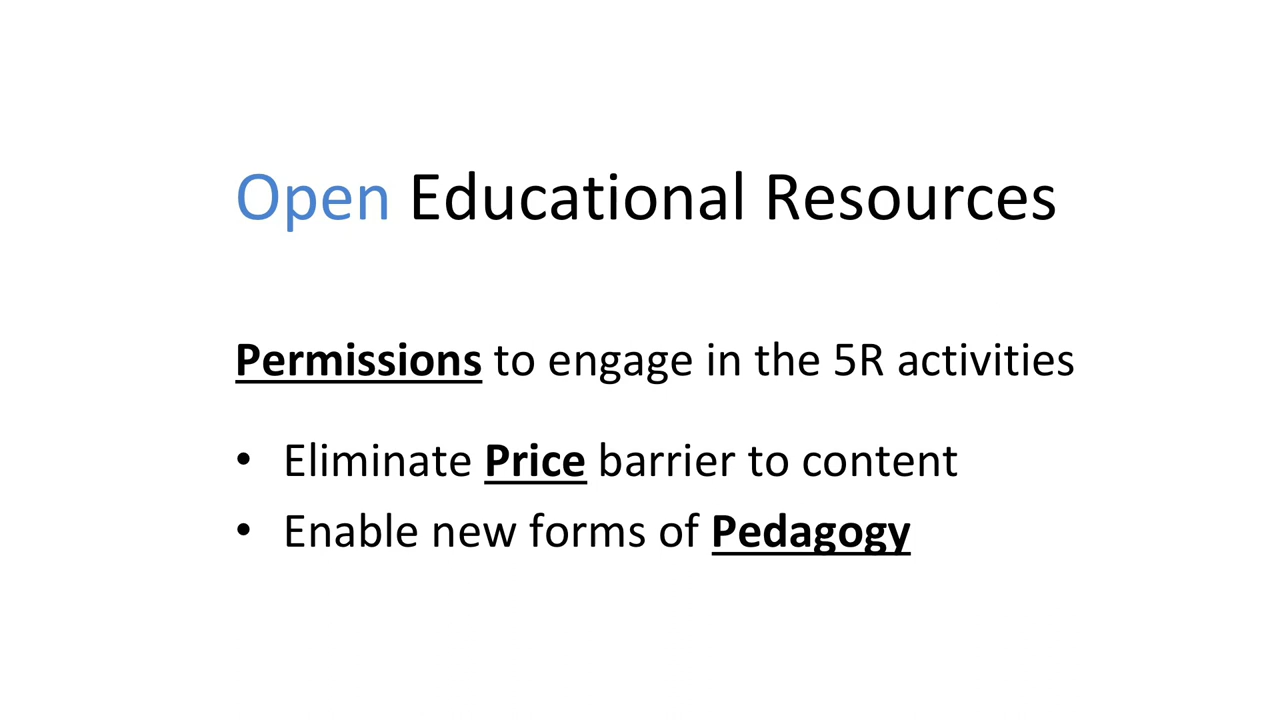 Open Educational Resources
Permissions to engage in the 5R activities
• Eliminate Price barrier to content
• Enable new forms of Pedagogy